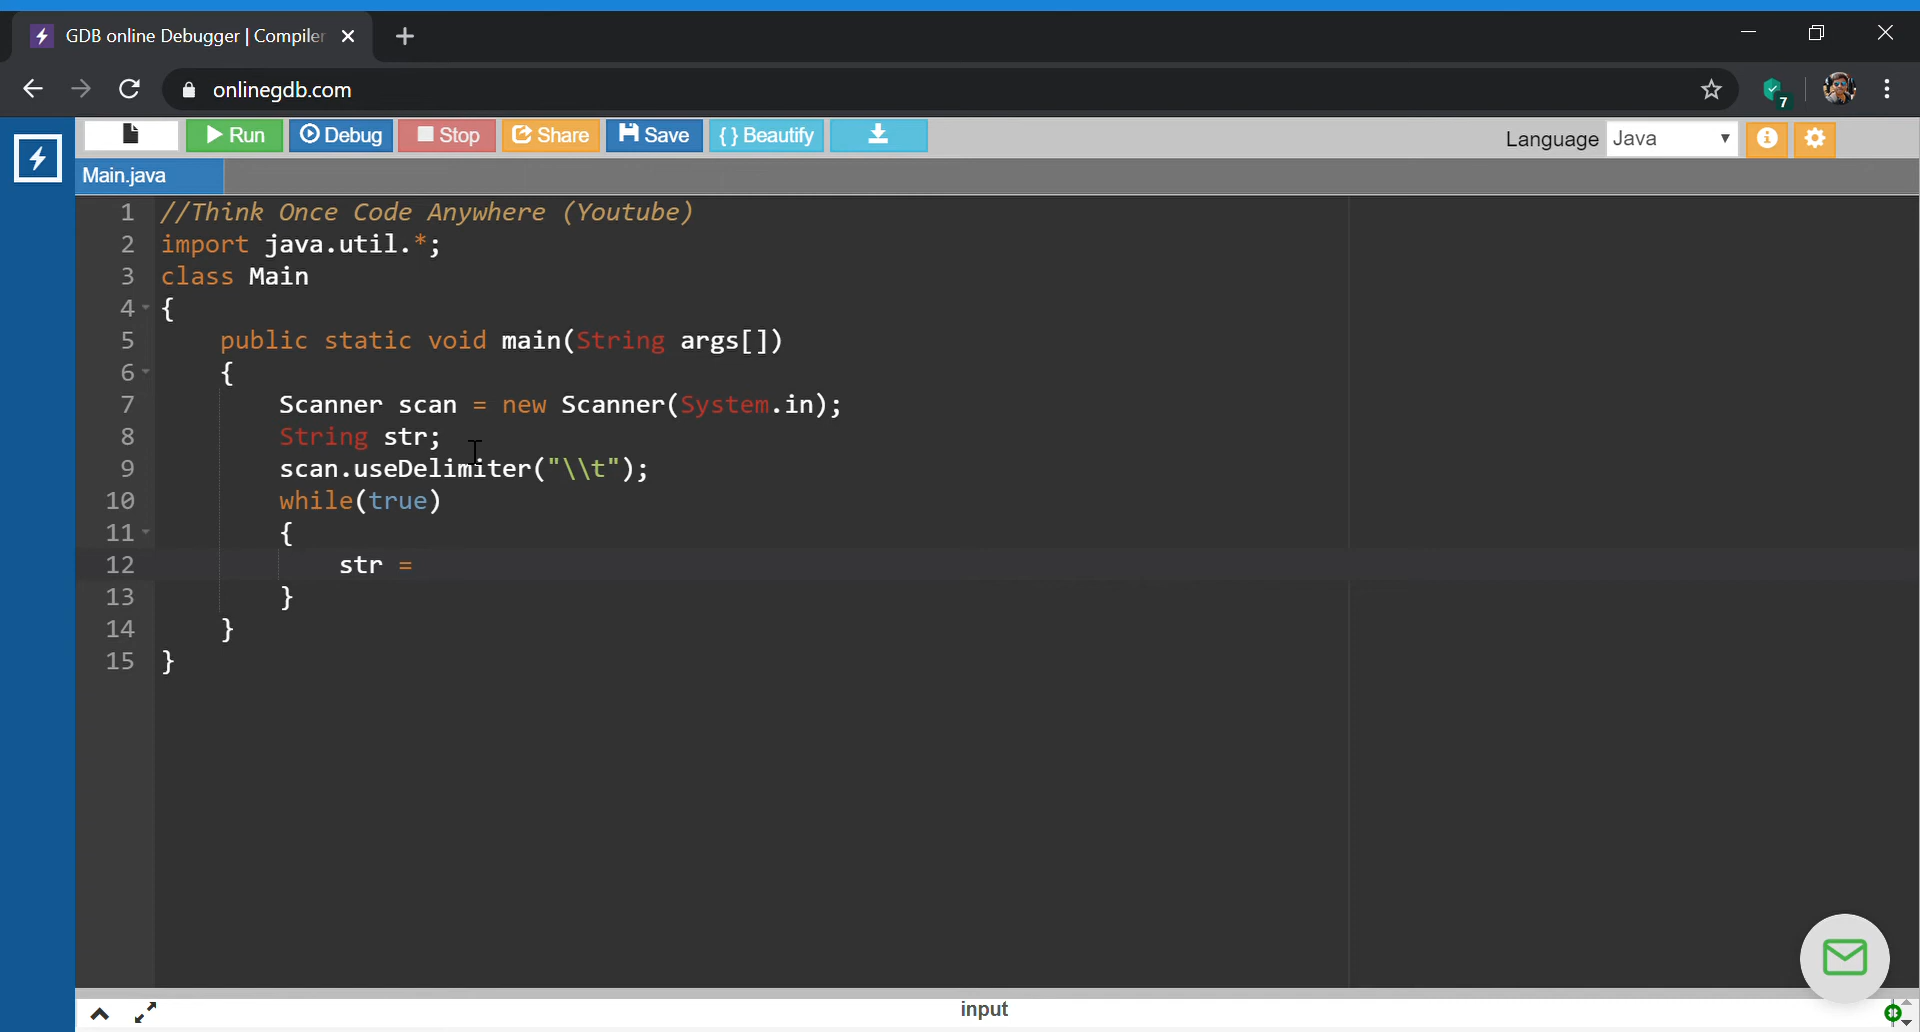 GDB online Debugger | Compiler
onlinegdb.com
7
Run Debug Stop Share Save { } Beautify
Language Java
Main.java
1 //Think Once Code Anywhere (Youtube)
2 import java.util.*;
3 class Main
4 {
5 public static void main(String args[])
6 {
7 Scanner scan = new Scanner(System.in);
8 String str;
9 scan.useDelimiter("\\t");
10 while(true)
11 {
12 str =
13 }
14 }
15 }
input